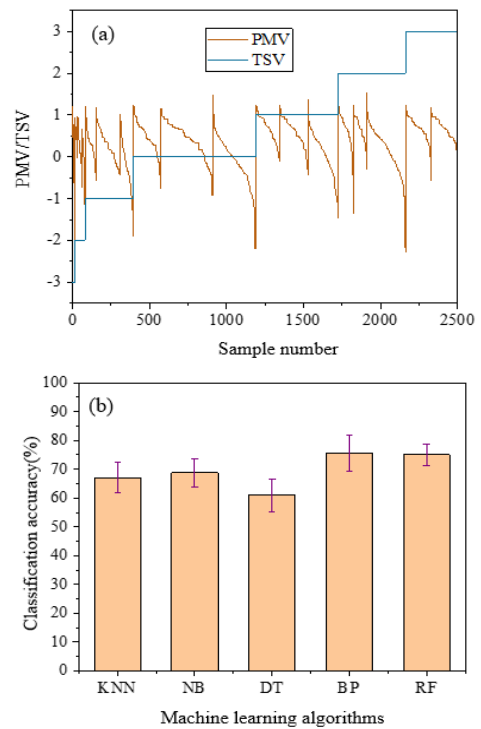 (a)
PMV
TSV
3
2
1
0
-1
-2
-3
PMV/TSV
0 500 1000 1500 2000 2500
Sample number
(b)
100
90
80
70
60
50
40
30
20
10
0
Classification accuracy(%)
KNN NB DT BP RF
Machine learning algorithms